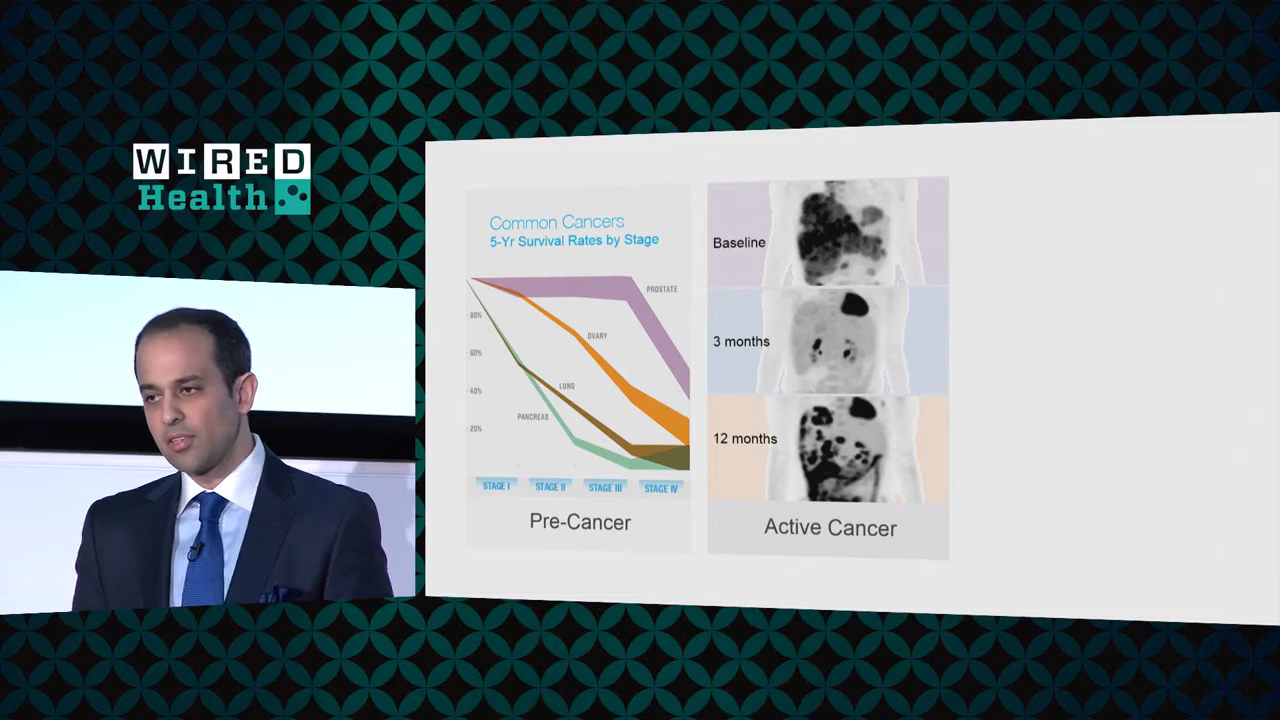 WIRED
Health
Common Cancers
5-Yr Survival Rates by Stage
PROSTATE
80%
OVARY
60%
LUNG
40%
PANCREAS
20%
STAGE I
STAGE II
STAGE III
STAGE IV
Pre-Cancer
Baseline
3 months
12 months
Active Cancer